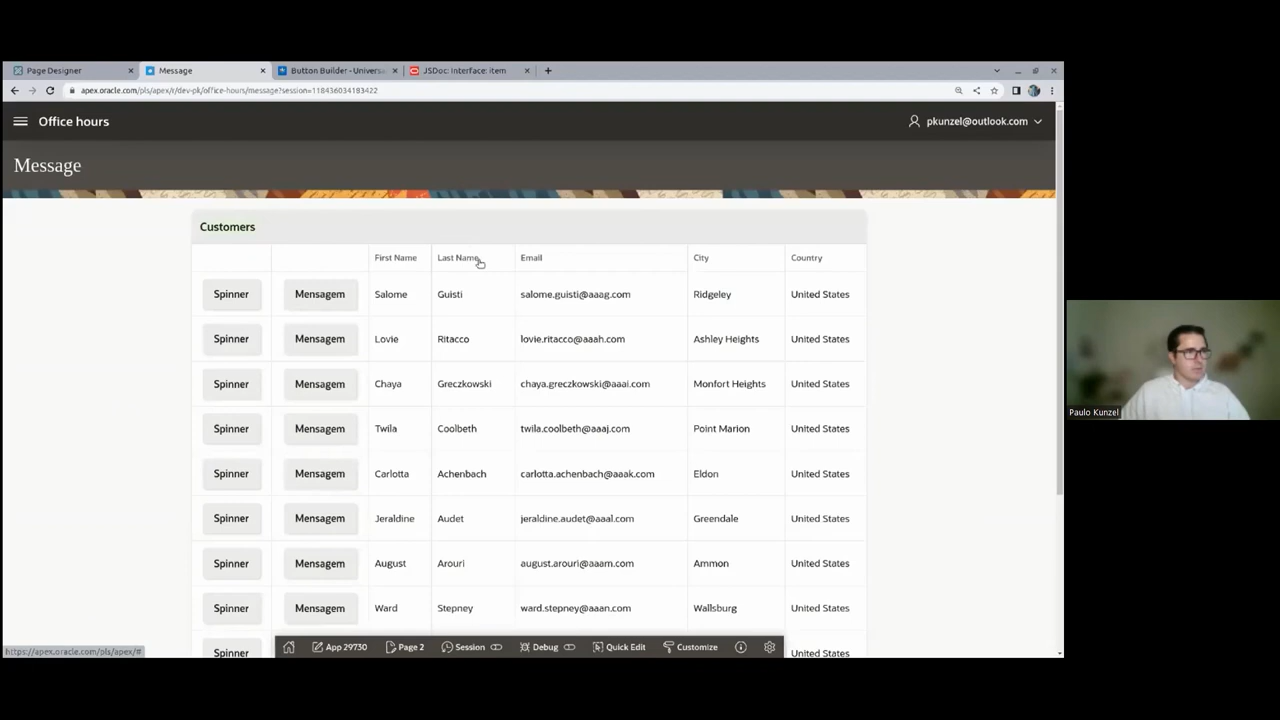 Page Designer
Message
Button Builder - Univers
JSDoc: Interface: item
apex.oracle.com/pls/apex/r/dev-pk/office-hours/message?session=118436034183422
Office hours
pkunzel@outlook.com
Message
Customers
First Name Last Name Email City Country
Spinner Mensagem Salome Guisti salome.guisti@aaag.com Ridgeley United States
Spinner Mensagem Lovie Ritacco lovie.ritacco@aaah.com Ashley Heights United States
Spinner Mensagem Chaya Greczkowski chaya.greczkowski@aaai.com Monfort Heights United States
Spinner Mensagem Twila Coolbeth twila.coolbeth@aaaj.com Point Marion United States
Spinner Mensagem Carlotta Achenbach carlotta.achenbach@aaak.com Eldon United States
Spinner Mensagem Jeraldine Audet jeraldine.audet@aaal.com Greendale United States
Spinner Mensagem August Arouri august.arouri@aaam.com Ammon United States
Spinner Mensagem Ward Stepney ward.stepney@aaan.com Wallsburg United States
Spinner United States
App 29730 Page 2 Session Debug Quick Edit Customize
https://apex.oracle.com/pls/apex/#
Paulo Kunzel